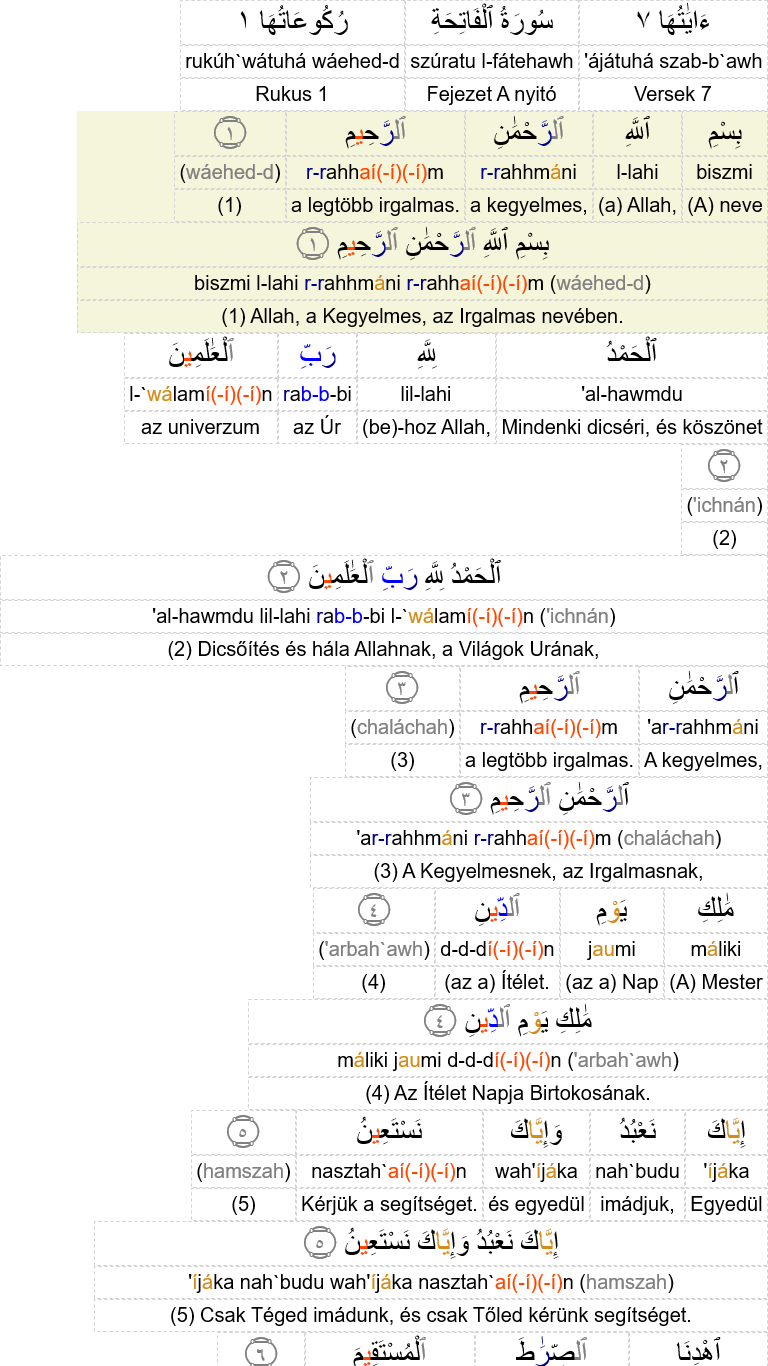 ءَايَٰتُهَا ٧ سُورَةُ ٱلْفَاتِحَةِ رُكُوعَاتُهَا ١
'ájátuhá szab-b`awh szúratu l-fátehawh rukúh`wátuhá wáehed-d
Versek 7 Fejezet A nyitó Rukus 1
بِسْمِ ٱللَّهِ ٱلرَّحْمَٰنِ ٱلرَّحِيمِ ١
biszmi l-lahi r-rahhmáni r-rahhaí(-í)(-í)m (wáehed-d)
(A) neve (a) Allah, a kegyelmes, a legtöbb irgalmas. (1)
بِسْمِ ٱللَّهِ ٱلرَّحْمَٰنِ ٱلرَّحِيمِ ١
biszmi l-lahi r-rahhmáni r-rahhaí(-í)(-í)m (wáehed-d)
(1) Allah, a Kegyelmes, az Irgalmas nevében.
ٱلْحَمْدُ لِلَّهِ رَبِّ ٱلْعَٰلَمِينَ
'al-hawmdu lil-lahi rab-b-bi l-`wálamí(-í)(-í)n
Mindenki dicséri, és köszönet (be)-hoz Allah, az Úr az univerzum
٢
('ichnán)
(2)
ٱلْحَمْدُ لِلَّهِ رَبِّ ٱلْعَٰلَمِينَ ٢
'al-hawmdu lil-lahi rab-b-bi l-`wálamí(-í)(-í)n ('ichnán)
(2) Dicsőítés és hála Allahnak, a Világok Urának,
ٱلرَّحْمَٰنِ ٱلرَّحِيمِ ٣
'ar-rahhmáni r-rahhaí(-í)(-í)m (chaláchah)
A kegyelmes, a legtöbb irgalmas. (3)
ٱلرَّحْمَٰنِ ٱلرَّحِيمِ ٣
'ar-rahhmáni r-rahhaí(-í)(-í)m (chaláchah)
(3) A Kegyelmesnek, az Irgalmasnak,
مَٰلِكِ يَوْمِ ٱلدِّينِ ٤
máliki jaumi d-d-dí(-í)(-í)n ('arbah`awh)
(A) Mester (az a) Nap (az a) Ítélet. (4)
مَٰلِكِ يَوْمِ ٱلدِّينِ ٤
máliki jaumi d-d-dí(-í)(-í)n ('arbah`awh)
(4) Az Ítélet Napja Birtokosának.
إِيَّاكَ نَعْبُدُ وَإِيَّاكَ نَسْتَعِينُ ٥
'íjáka nah`budu wah'íjáka nasztah`aí(-í)(-í)n (hamszah)
Egyedül imádjuk, és egyedül Kérjük a segítséget. (5)
إِيَّاكَ نَعْبُدُ وَإِيَّاكَ نَسْتَعِينُ ٥
'íjáka nah`budu wah'íjáka nasztah`aí(-í)(-í)n (hamszah)
(5) Csak Téged imádunk, és csak Tőled kérünk segítséget.
ٱهْدِنَا ٱلصِّرَٰطَ ٱلْمُسْتَقِيمَ ٦